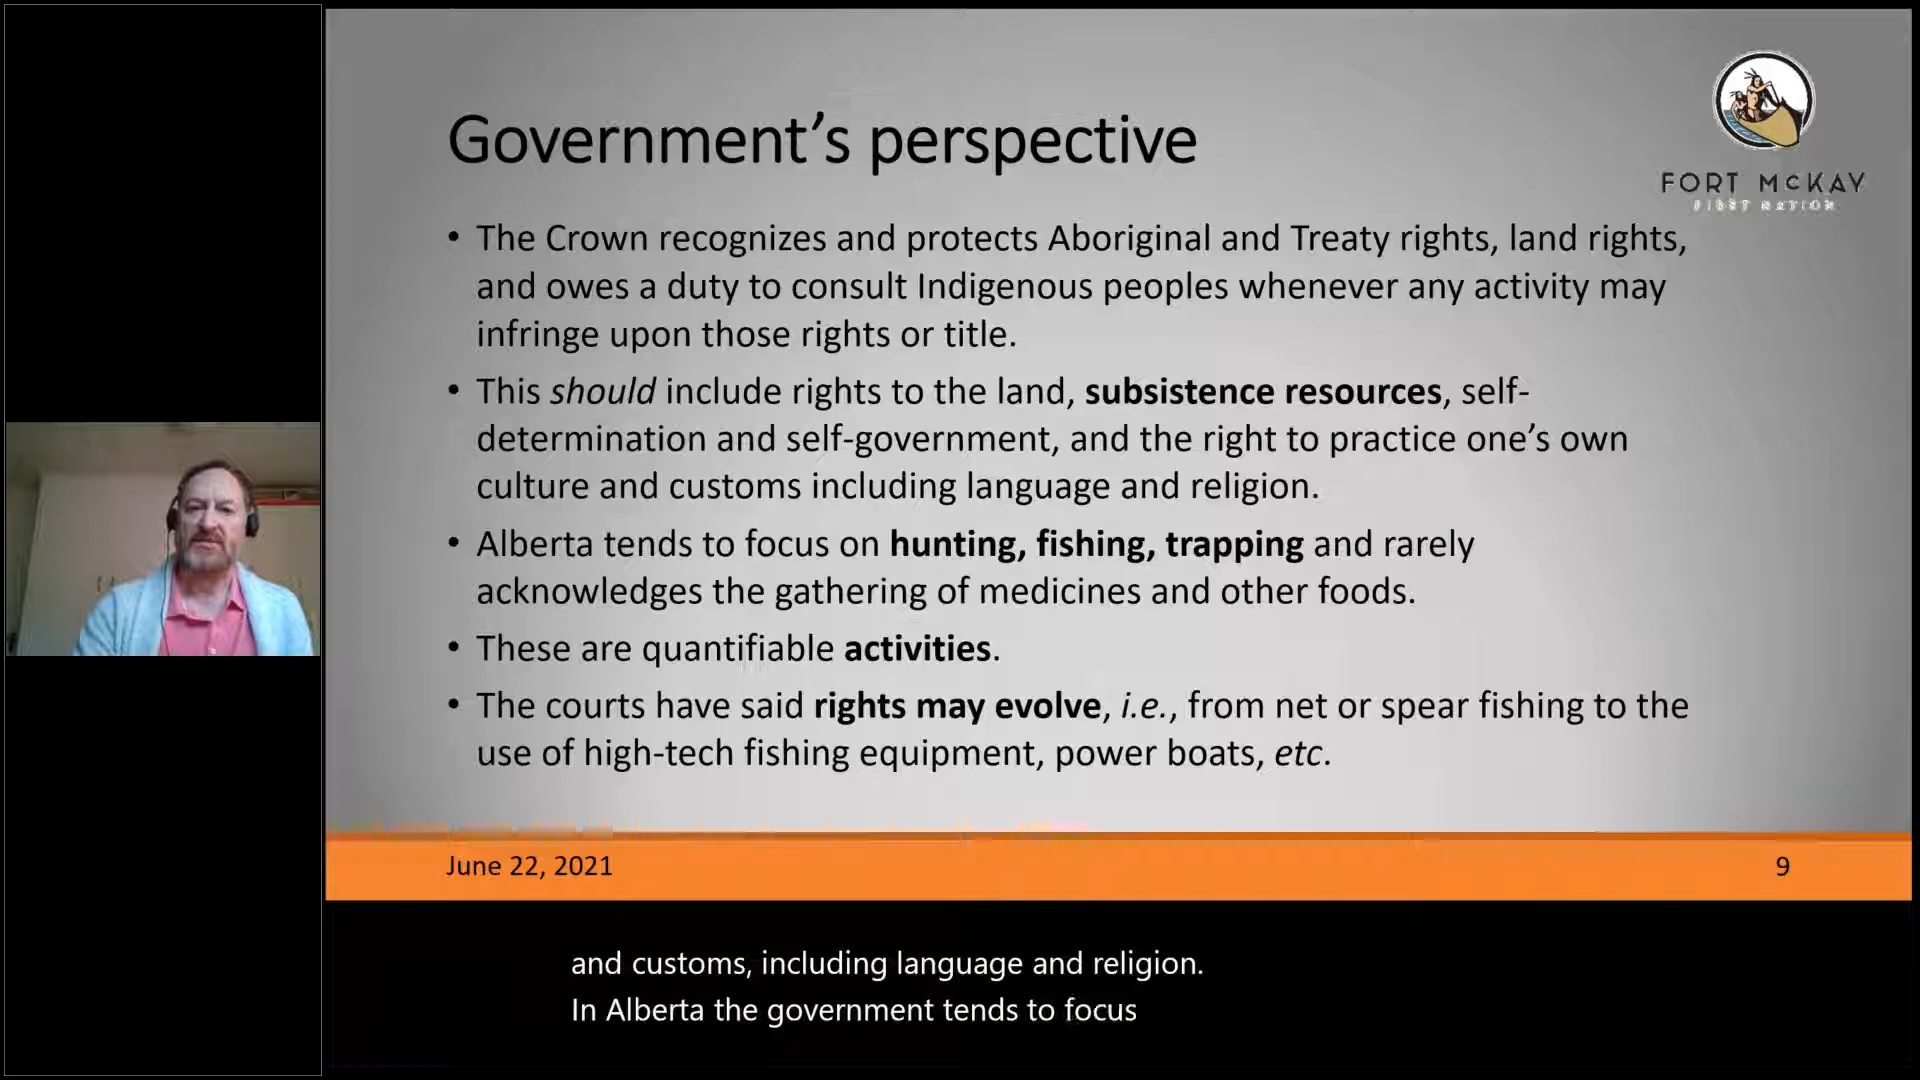 FORT McKAY
FIRST NATION
Government’s perspective
• The Crown recognizes and protects Aboriginal and Treaty rights, land rights,
and owes a duty to consult Indigenous peoples whenever any activity may
infringe upon those rights or title.
• This should include rights to the land, subsistence resources, self-
determination and self-government, and the right to practice one’s own
culture and customs including language and religion.
• Alberta tends to focus on hunting, fishing, trapping and rarely
acknowledges the gathering of medicines and other foods.
• These are quantifiable activities.
• The courts have said rights may evolve, i.e., from net or spear fishing to the
use of high-tech fishing equipment, power boats, etc.
June 22, 2021
9
and customs, including language and religion.
In Alberta the government tends to focus